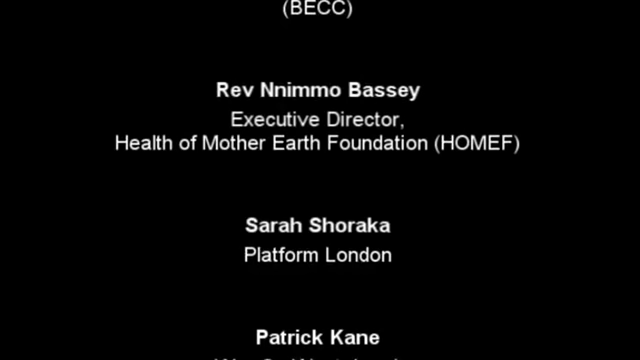 (BECC)
Rev Nnimmo Bassey
Executive Director,
Health of Mother Earth Foundation (HOMEF)
Sarah Shoraka
Platform London
Patrick Kane